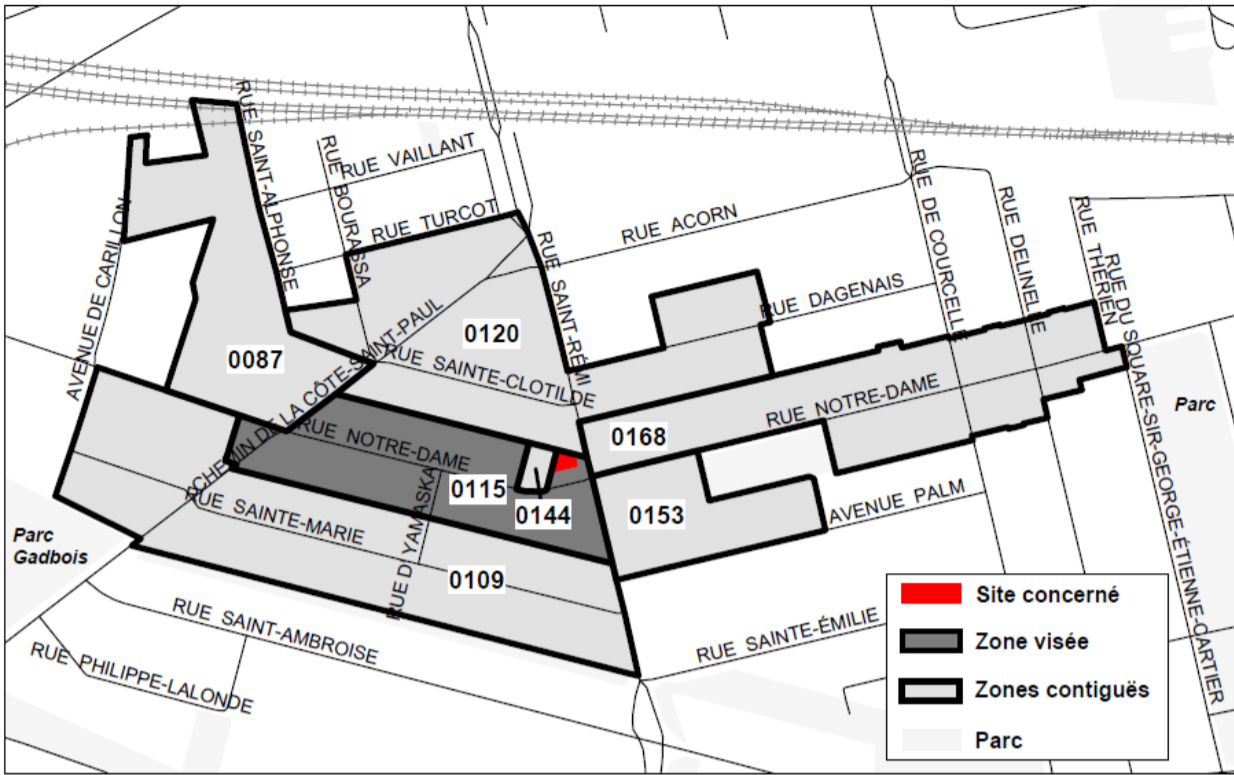 RUE SAINT-ALPHONSE
RUE BOURASSA
RUE VAILLANT
RUE TURCOT
AVENUE DE CARILLON
RUE ACORN
RUE SAINT-RÉMI
RUE DAGENAIS
RUE DE COURCELLE
RUE DELINELLE
RUE THÉRIEN
RUE DU SQUARE-SIR-GEORGE-ÉTIENNE-CARTIER
0120
0087
CHEMIN DE LA CÔTE-SAINT-PAUL
RUE SAINTE-CLOTILDE
RUE NOTRE-DAME
Parc
0168
RUE NOTRE-DAME
0115
0144
0153
AVENUE PALM
RUE SAINTE-MARIE
RUE D'YAMASKA
Parc
Gadbois
0109
RUE SAINT-AMBROISE
RUE SAINTE-ÉMILIE
RUE PHILIPPE-LALONDE
Site concerné
Zone visée
Zones contiguës
Parc